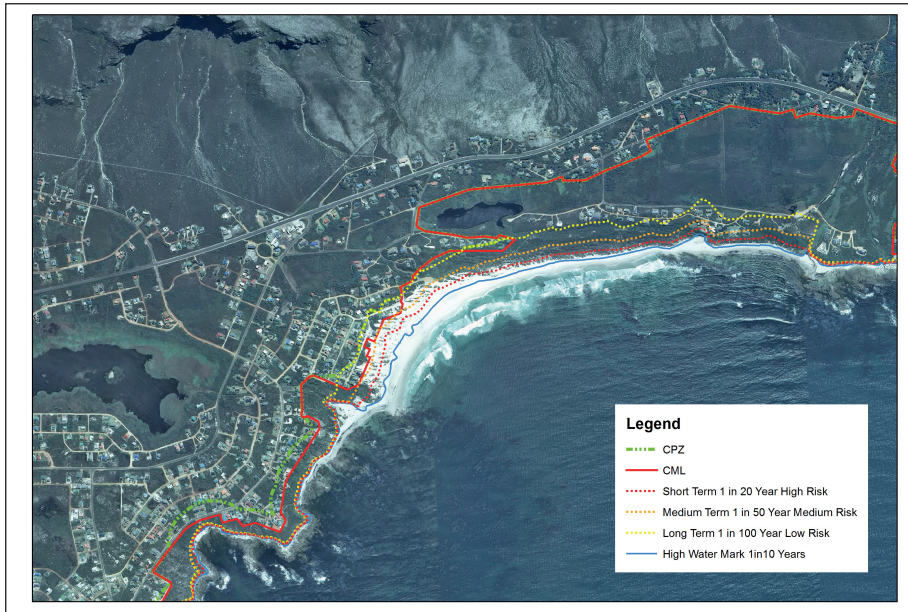 Legend
CPZ
CML
Short Term 1 in 20 Year High Risk
Medium Term 1 in 50 Year Medium Risk
Long Term 1 in 100 Year Low Risk
High Water Mark 1in10 Years